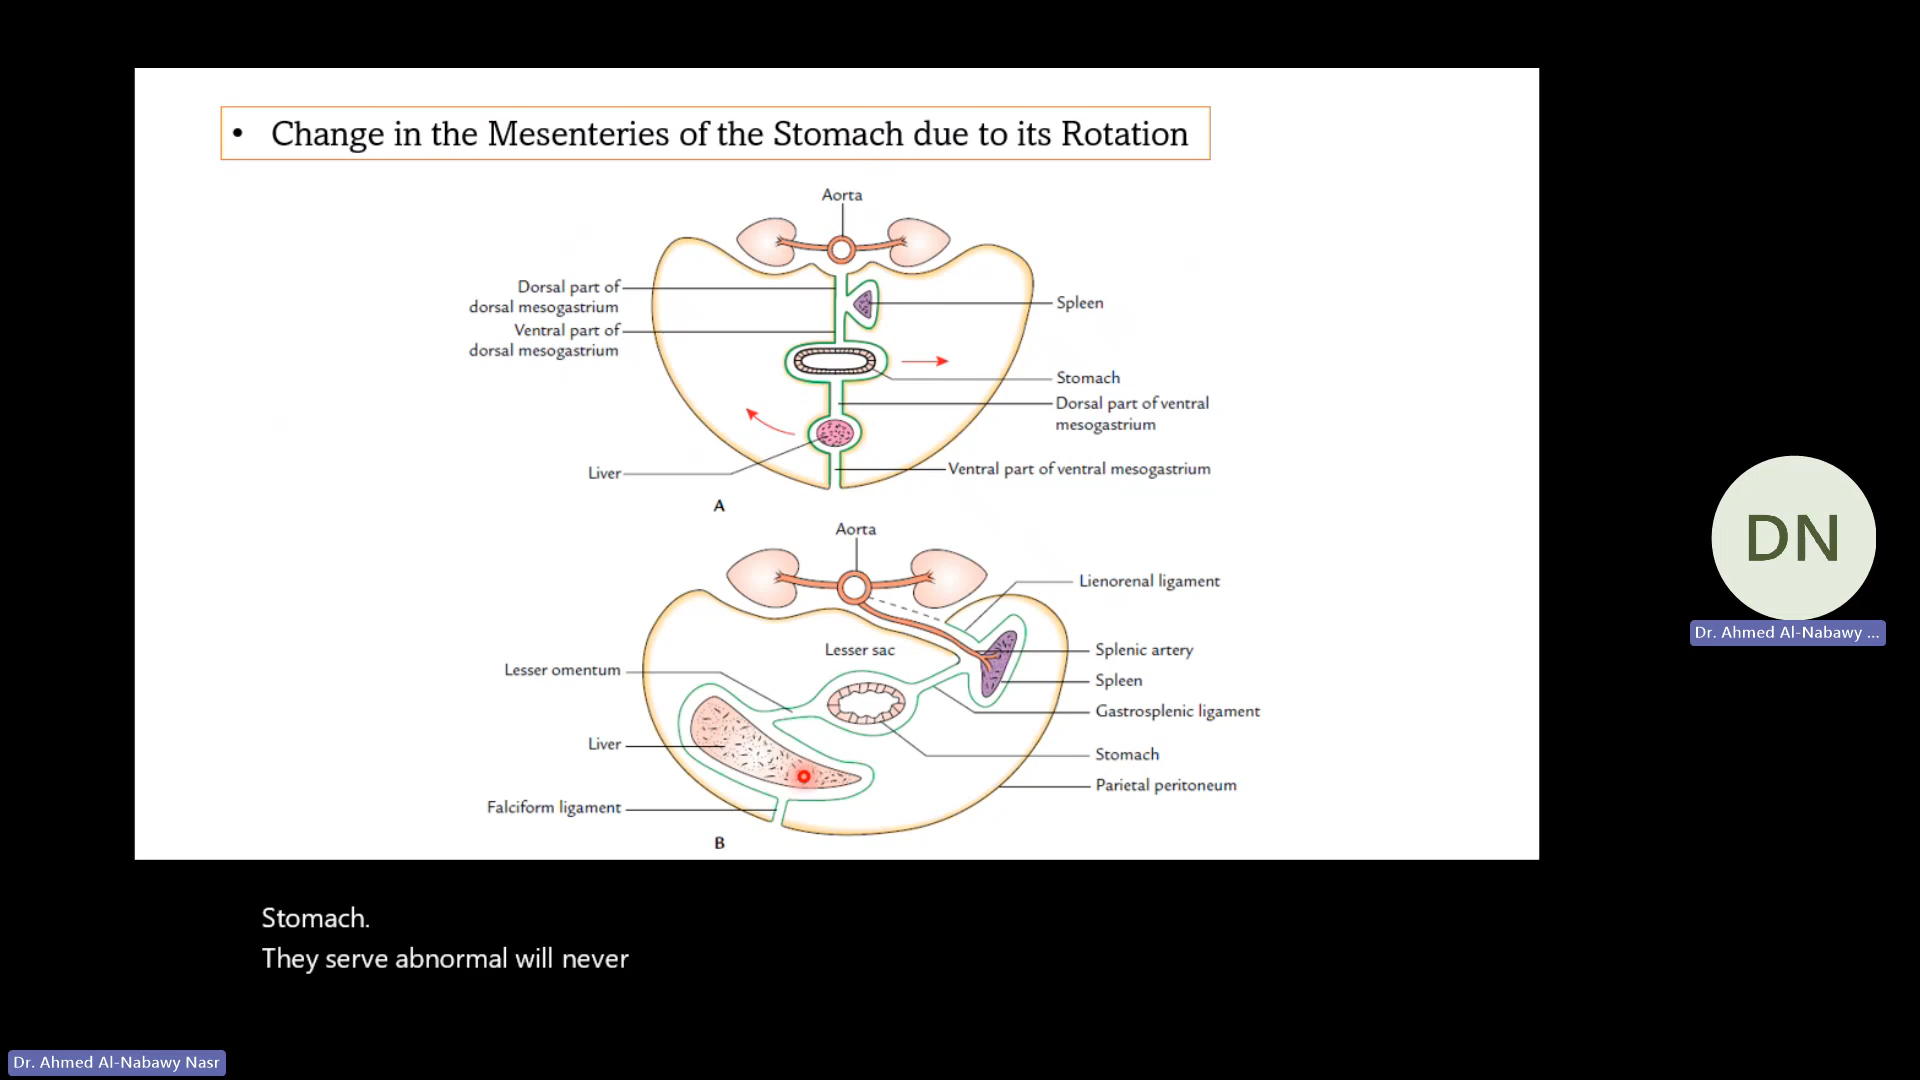 • Change in the Mesenteries of the Stomach due to its Rotation
Aorta
Dorsal part of
dorsal mesogastrium
Ventral part of
dorsal mesogastrium
Spleen
Stomach
Dorsal part of ventral
mesogastrium
Liver
Ventral part of ventral mesogastrium
A
Aorta
Lienorenal ligament
Lesser sac
Splenic artery
Lesser omentum
Spleen
Gastrosplenic ligament
Liver
Stomach
Parietal peritoneum
Falciform ligament
B
DN
Dr. Ahmed Al-Nabawy ...
Stomach.
They serve abnormal will never
Dr. Ahmed Al-Nabawy Nasr